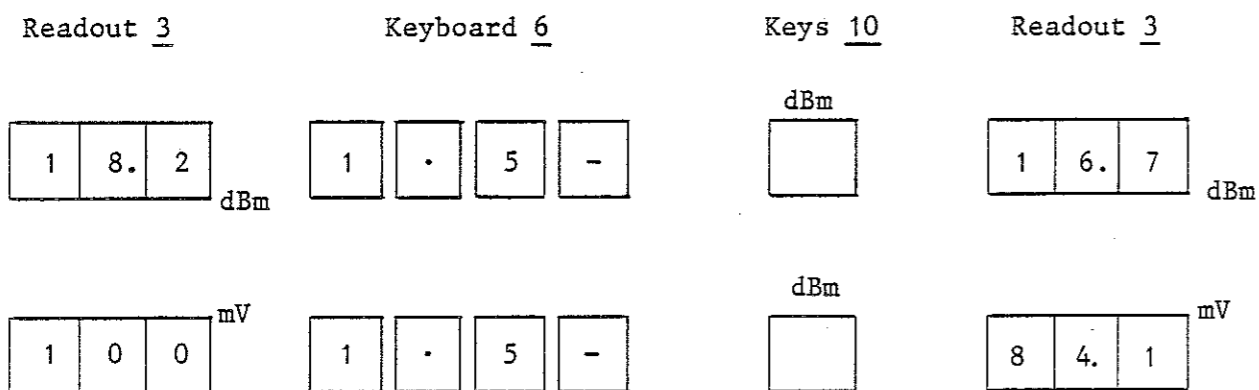 Readout 3 Keyboard 6 Keys 10 Readout 3
dBm
1 8. 2 dBm 1 · 5 - 1 6. 7 dBm
dBm
1 0 0 mV 1 · 5 - 8 4. 1 mV